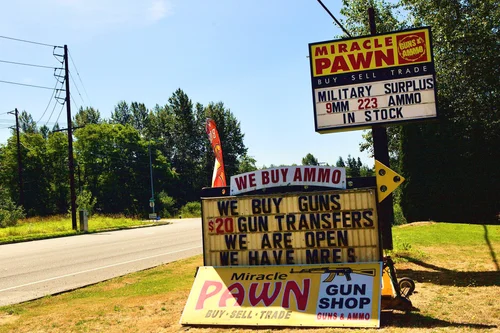 MIRACLE
PAWN
GUNS &
AMMO
BUY SELL TRADE
MILITARY SURPLUS
9MM 223 AMMO
IN STOCK
WE BUY AMMO
WE BUY GUNS
$20 GUN TRANSFERS
WE ARE OPEN
WE HAVE MRES
Miracle
PAWN
BUY·SELL·TRADE
GUN
SHOP
GUNS & AMMO